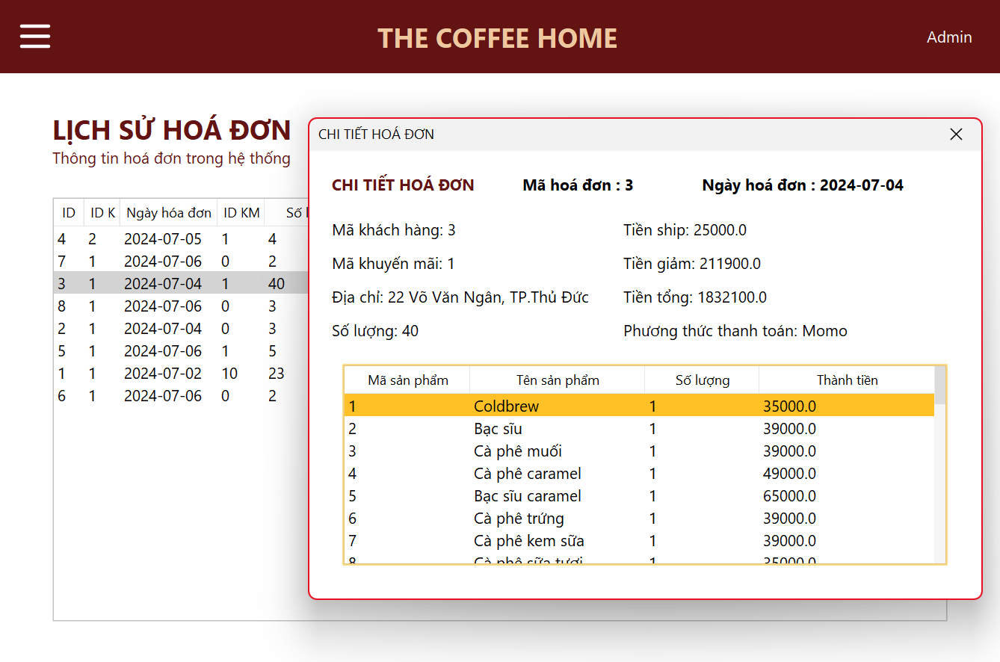 THE COFFEE HOME
Admin
LỊCH SỬ HOÁ ĐƠN
Thông tin hoá đơn trong hệ thống
ID ID K Ngày hóa đơn ID KM Số
4 2 2024-07-05 1 4
7 1 2024-07-06 0 2
3 1 2024-07-04 1 40
8 1 2024-07-06 0 3
2 1 2024-07-04 0 3
5 1 2024-07-06 1 5
1 1 2024-07-02 10 23
6 1 2024-07-06 0 2
CHI TIẾT HOÁ ĐƠN
CHI TIẾT HOÁ ĐƠN Mã hoá đơn : 3 Ngày hoá đơn : 2024-07-04
Mã khách hàng: 3 Tiền ship: 25000.0
Mã khuyến mãi: 1 Tiền giảm: 211900.0
Địa chỉ: 22 Võ Văn Ngân, TP.Thủ Đức Tiền tổng: 1832100.0
Số lượng: 40 Phương thức thanh toán: Momo
Mã sản phẩm Tên sản phẩm Số lượng Thành tiền
1 Coldbrew 1 35000.0
2 Bạc sĩu 1 39000.0
3 Cà phê muối 1 39000.0
4 Cà phê caramel 1 49000.0
5 Bạc sĩu caramel 1 65000.0
6 Cà phê trứng 1 39000.0
7 Cà phê kem sữa 1 39000.0
8 Cà phê sữa tươi 1 35000.0